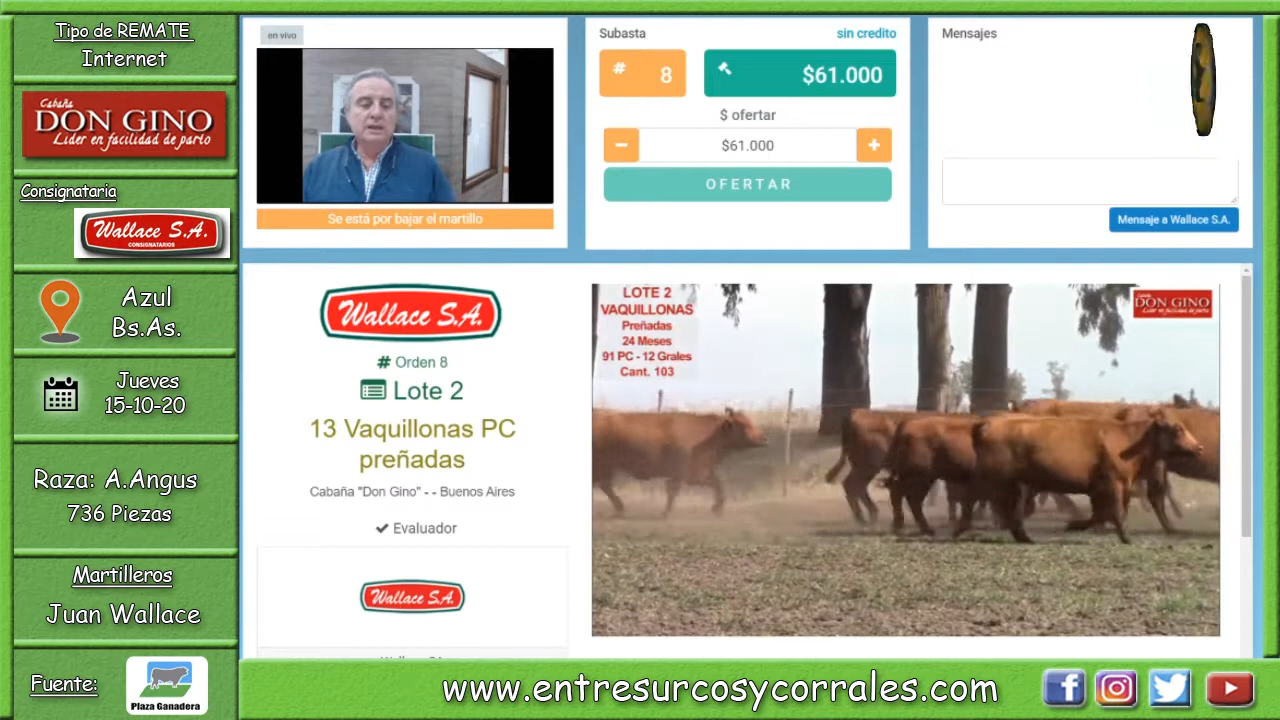 Tipo de REMATE
Internet
Cabaña
DON GINO
Lider en facilidad de parto
Consignataria
Wallace S.A.
CONSIGNATARIOS
Azul
Bs.As.
Jueves
15-10-20
Raza: A.Angus
736 Piezas
Martilleros
Juan Wallace
Fuente:
Plaza Ganadera
en vivo
Se está por bajar el martillo
Subasta
sin credito
# 8
$61.000
$ ofertar
− $61.000 +
OFERTAR
Mensajes
Mensaje a Wallace S.A.
Wallace S.A.
# Orden 8
Lote 2
13 Vaquillonas PC
preñadas
Cabaña "Don Gino" - - Buenos Aires
Evaluador
Wallace S.A.
LOTE 2
VAQUILLONAS
Preñadas
24 Meses
91 PC - 12 Grales
Cant. 103
DON GINO
Lider en facilidad de parto
www.entresurcosycorrales.com